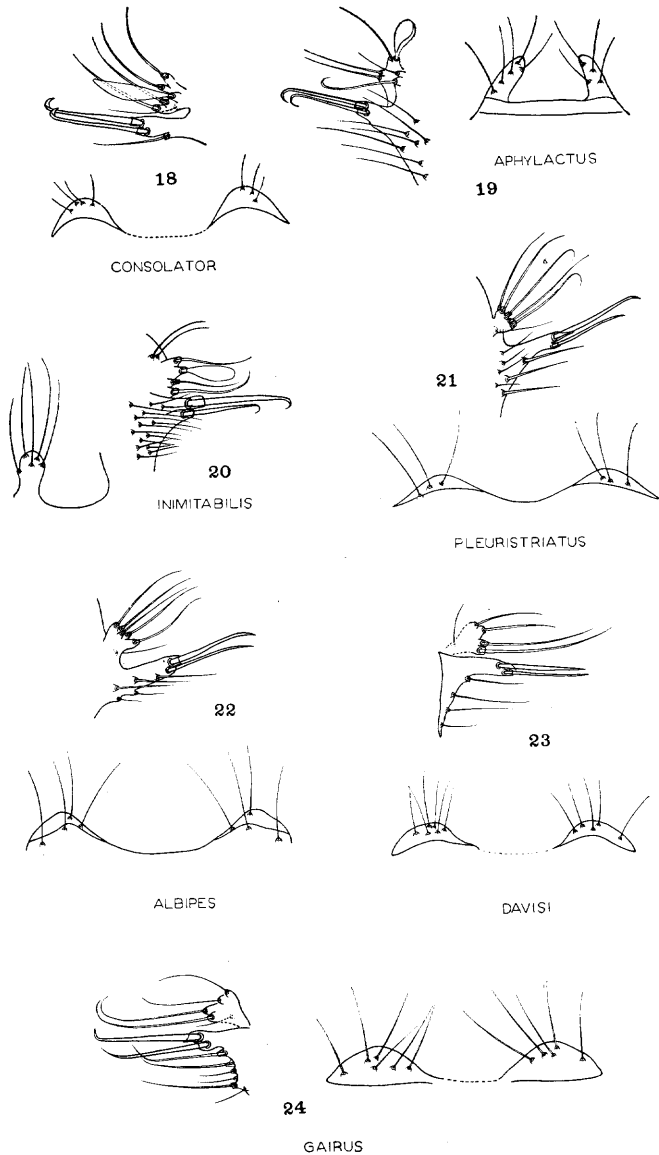 18
CONSOLATOR
APHYLACTUS
19
20
INIMITABILIS
21
PLEURISTRIATUS
22
ALBIPES
23
DAVISI
24
GAIRUS